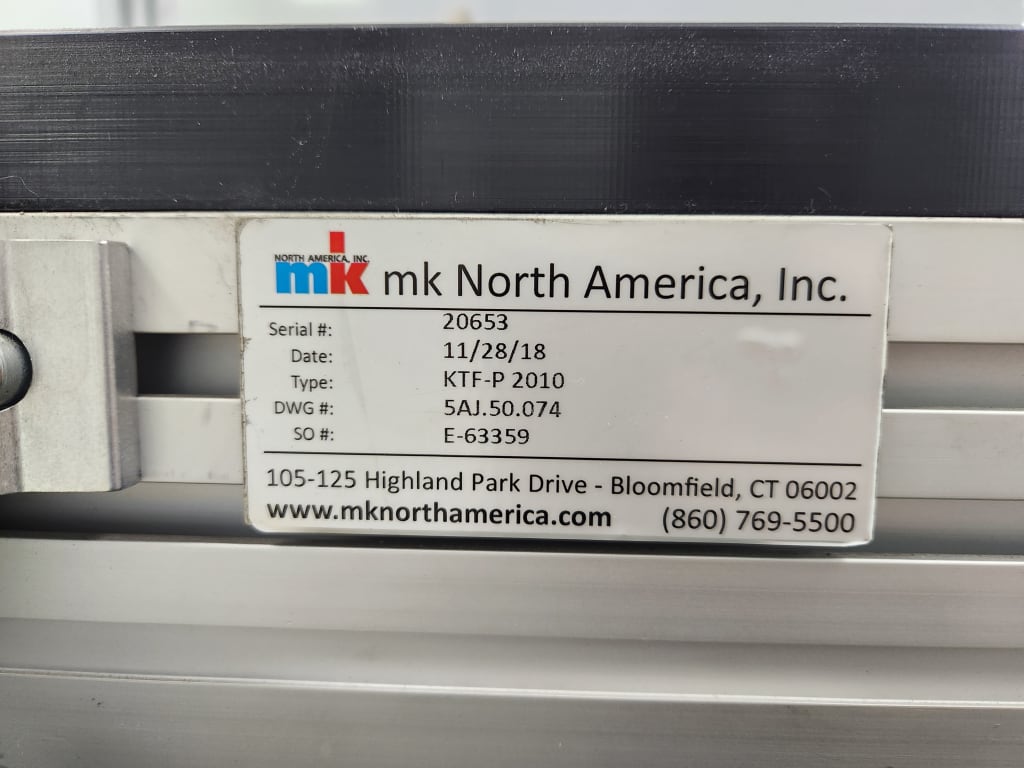 NORTH AMERICA, INC.
mk mk North America, Inc.
Serial #: 20653
Date: 11/28/18
Type: KTF-P 2010
DWG #: 5AJ.50.074
SO #: E-63359
105-125 Highland Park Drive - Bloomfield, CT 06002
www.mknorthamerica.com (860) 769-5500